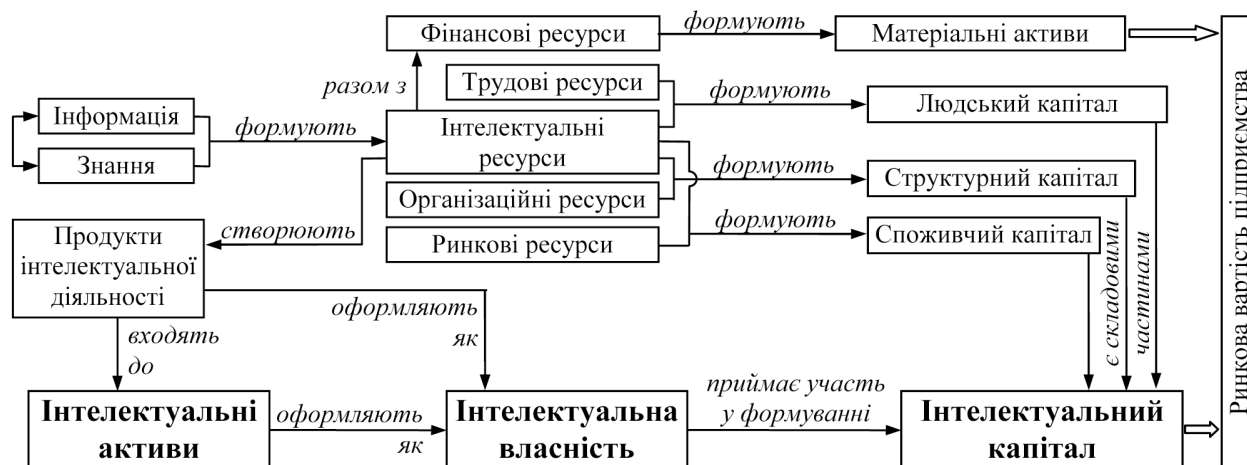 Фінансові ресурси
формують
Матеріальні активи
разом з
Трудові ресурси
формують
Людський капітал
Інформація
Знання
формують
Інтелектуальні
ресурси
формують
Структурний капітал
Організаційні ресурси
створюють
Ринкові ресурси
формують
Споживчий капітал
Продукти
інтелектуальної
діяльності
оформляють
як
входять
до
є складовими
частинами
Інтелектуальні
активи
оформляють
як
Інтелектуальна
власність
приймає участь
у формуванні
Інтелектуальний
капітал
Ринкова вартість підприємства